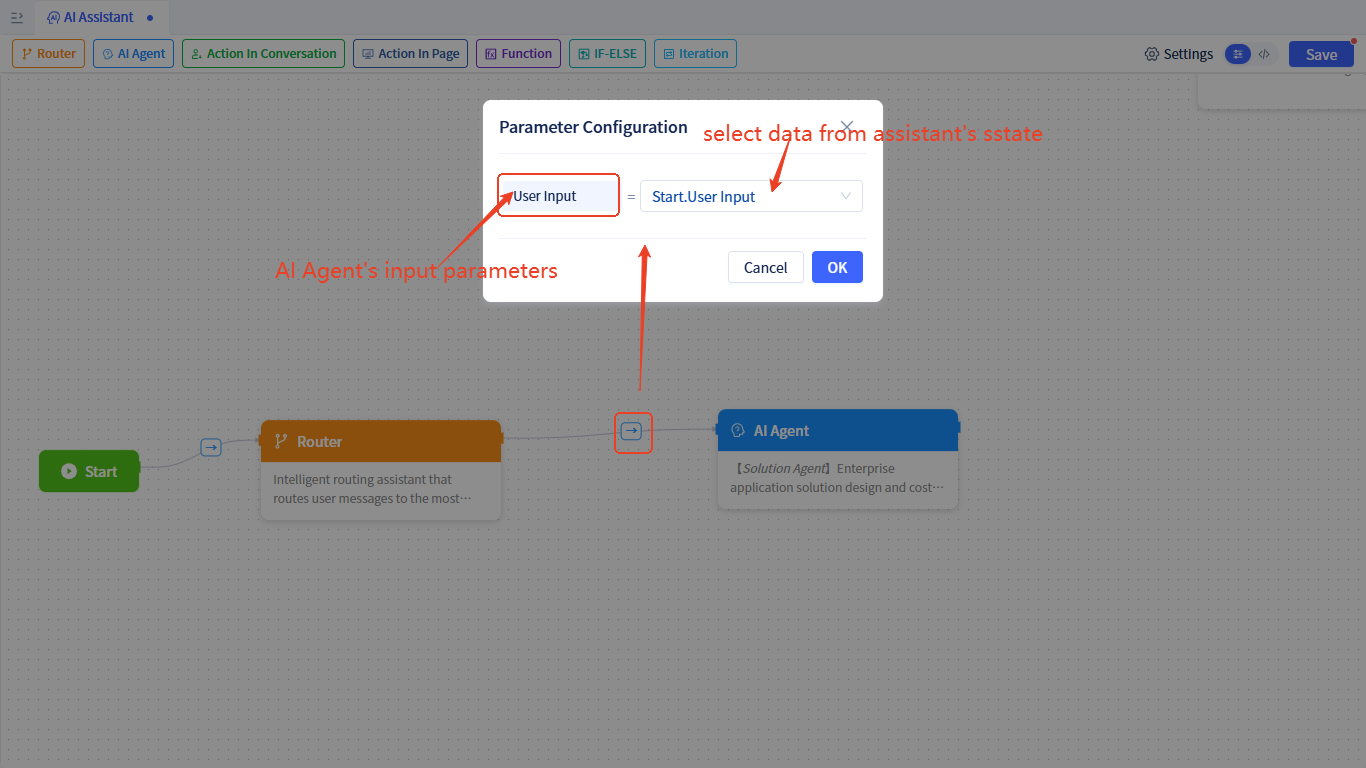 AI Assistant
Router
AI Agent
Action In Conversation
Action In Page
Function
IF-ELSE
Iteration
Settings
Save
Parameter Configuration
select data from assistant's sstate
User Input
=
Start.User Input
AI Agent's input parameters
Cancel
OK
Start
Router
Intelligent routing assistant that
routes user messages to the most···
AI Agent
【Solution Agent】Enterprise
application solution design and cost···